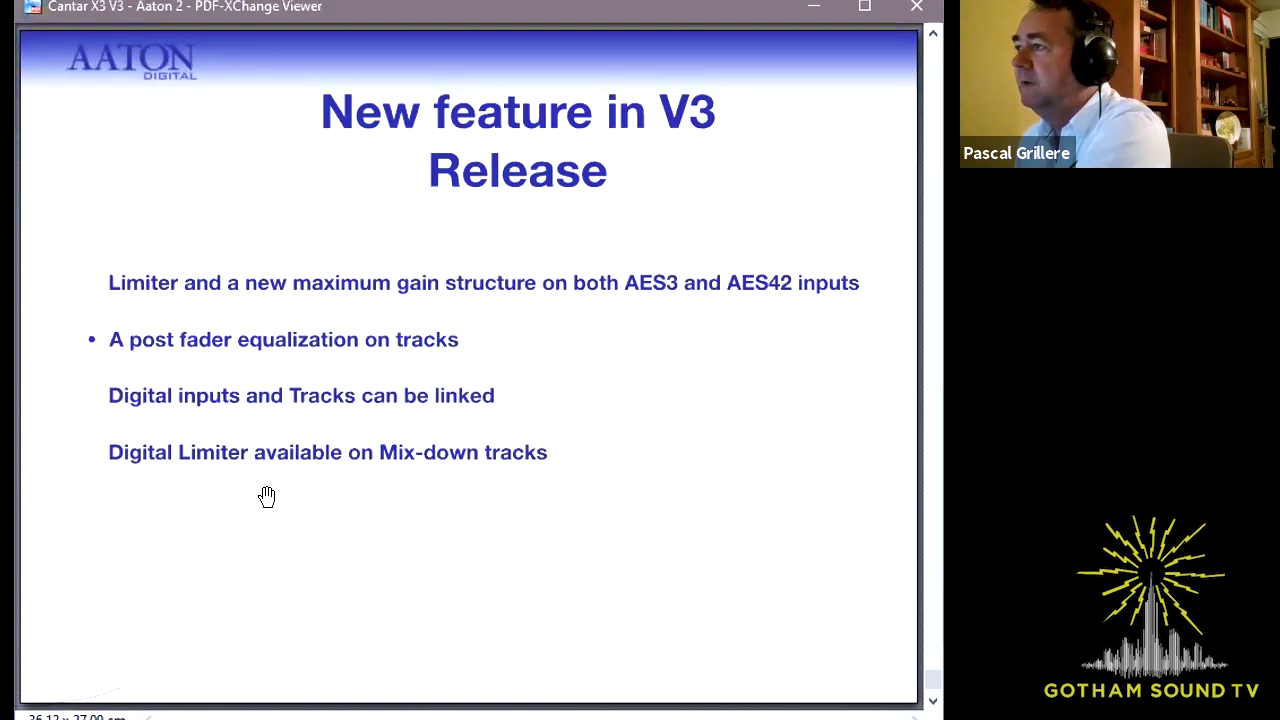 Cantar X3 V3 - Aaton 2 - PDF-XChange Viewer
AATON
DIGITAL
New feature in V3
Release
Limiter and a new maximum gain structure on both AES3 and AES42 inputs
• A post fader equalization on tracks
Digital inputs and Tracks can be linked
Digital Limiter available on Mix-down tracks
Pascal Grillere
GOTHAM SOUND TV